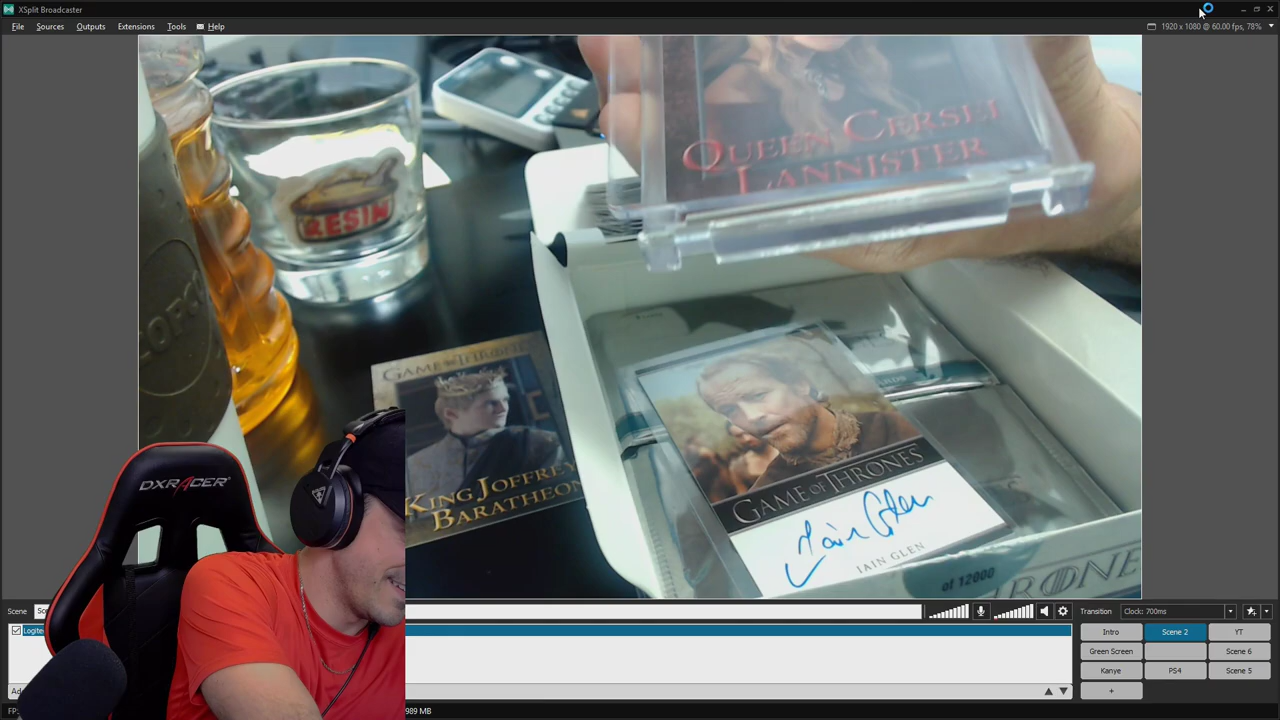 XSplit Broadcaster
File Sources Outputs Extensions Tools Help
1920 x 1080 @ 60.00 fps, 78%
QUEEN CERSEI
LANNISTER
RESIN
GAME OF THRONES
KING JOFFREY
BARATHEON
GAME OF THRONES
Iain Glen
IAIN GLEN
of 12000
DXRACER
Scene
Transition
Clock: 700ms
Intro
Scene 2
YT
Green Screen
Scene 6
Kanye
PS4
Scene 5
+
989 MB